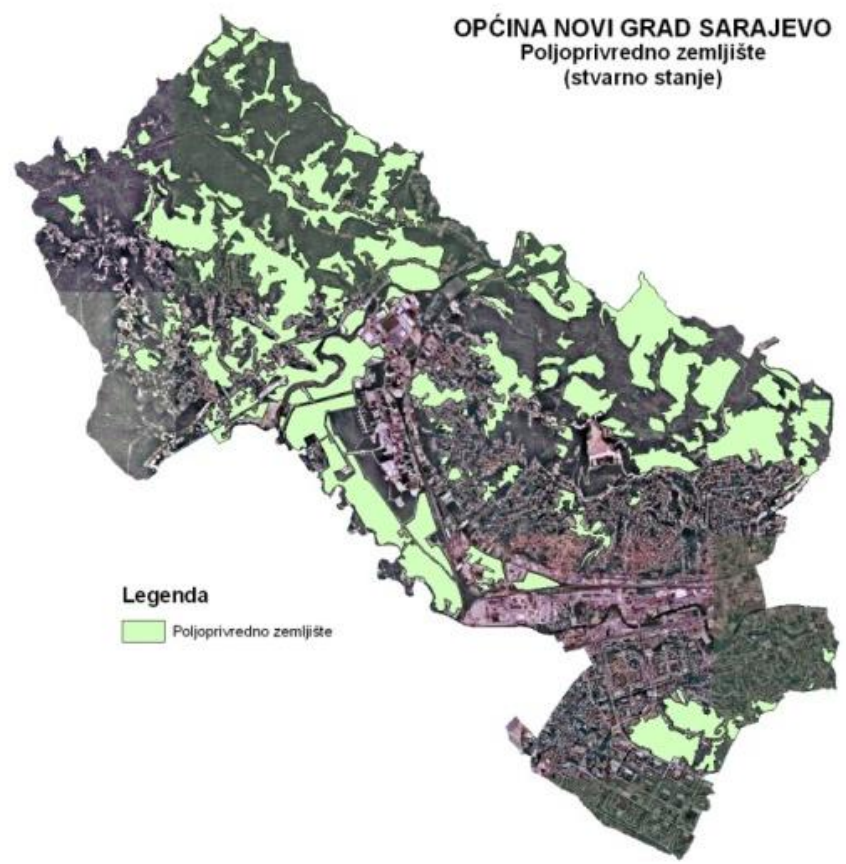 OPĆINA NOVI GRAD SARAJEVO
Poljoprivredno zemljište
(stvarno stanje)
Legenda
Poljoprivredno zemljište